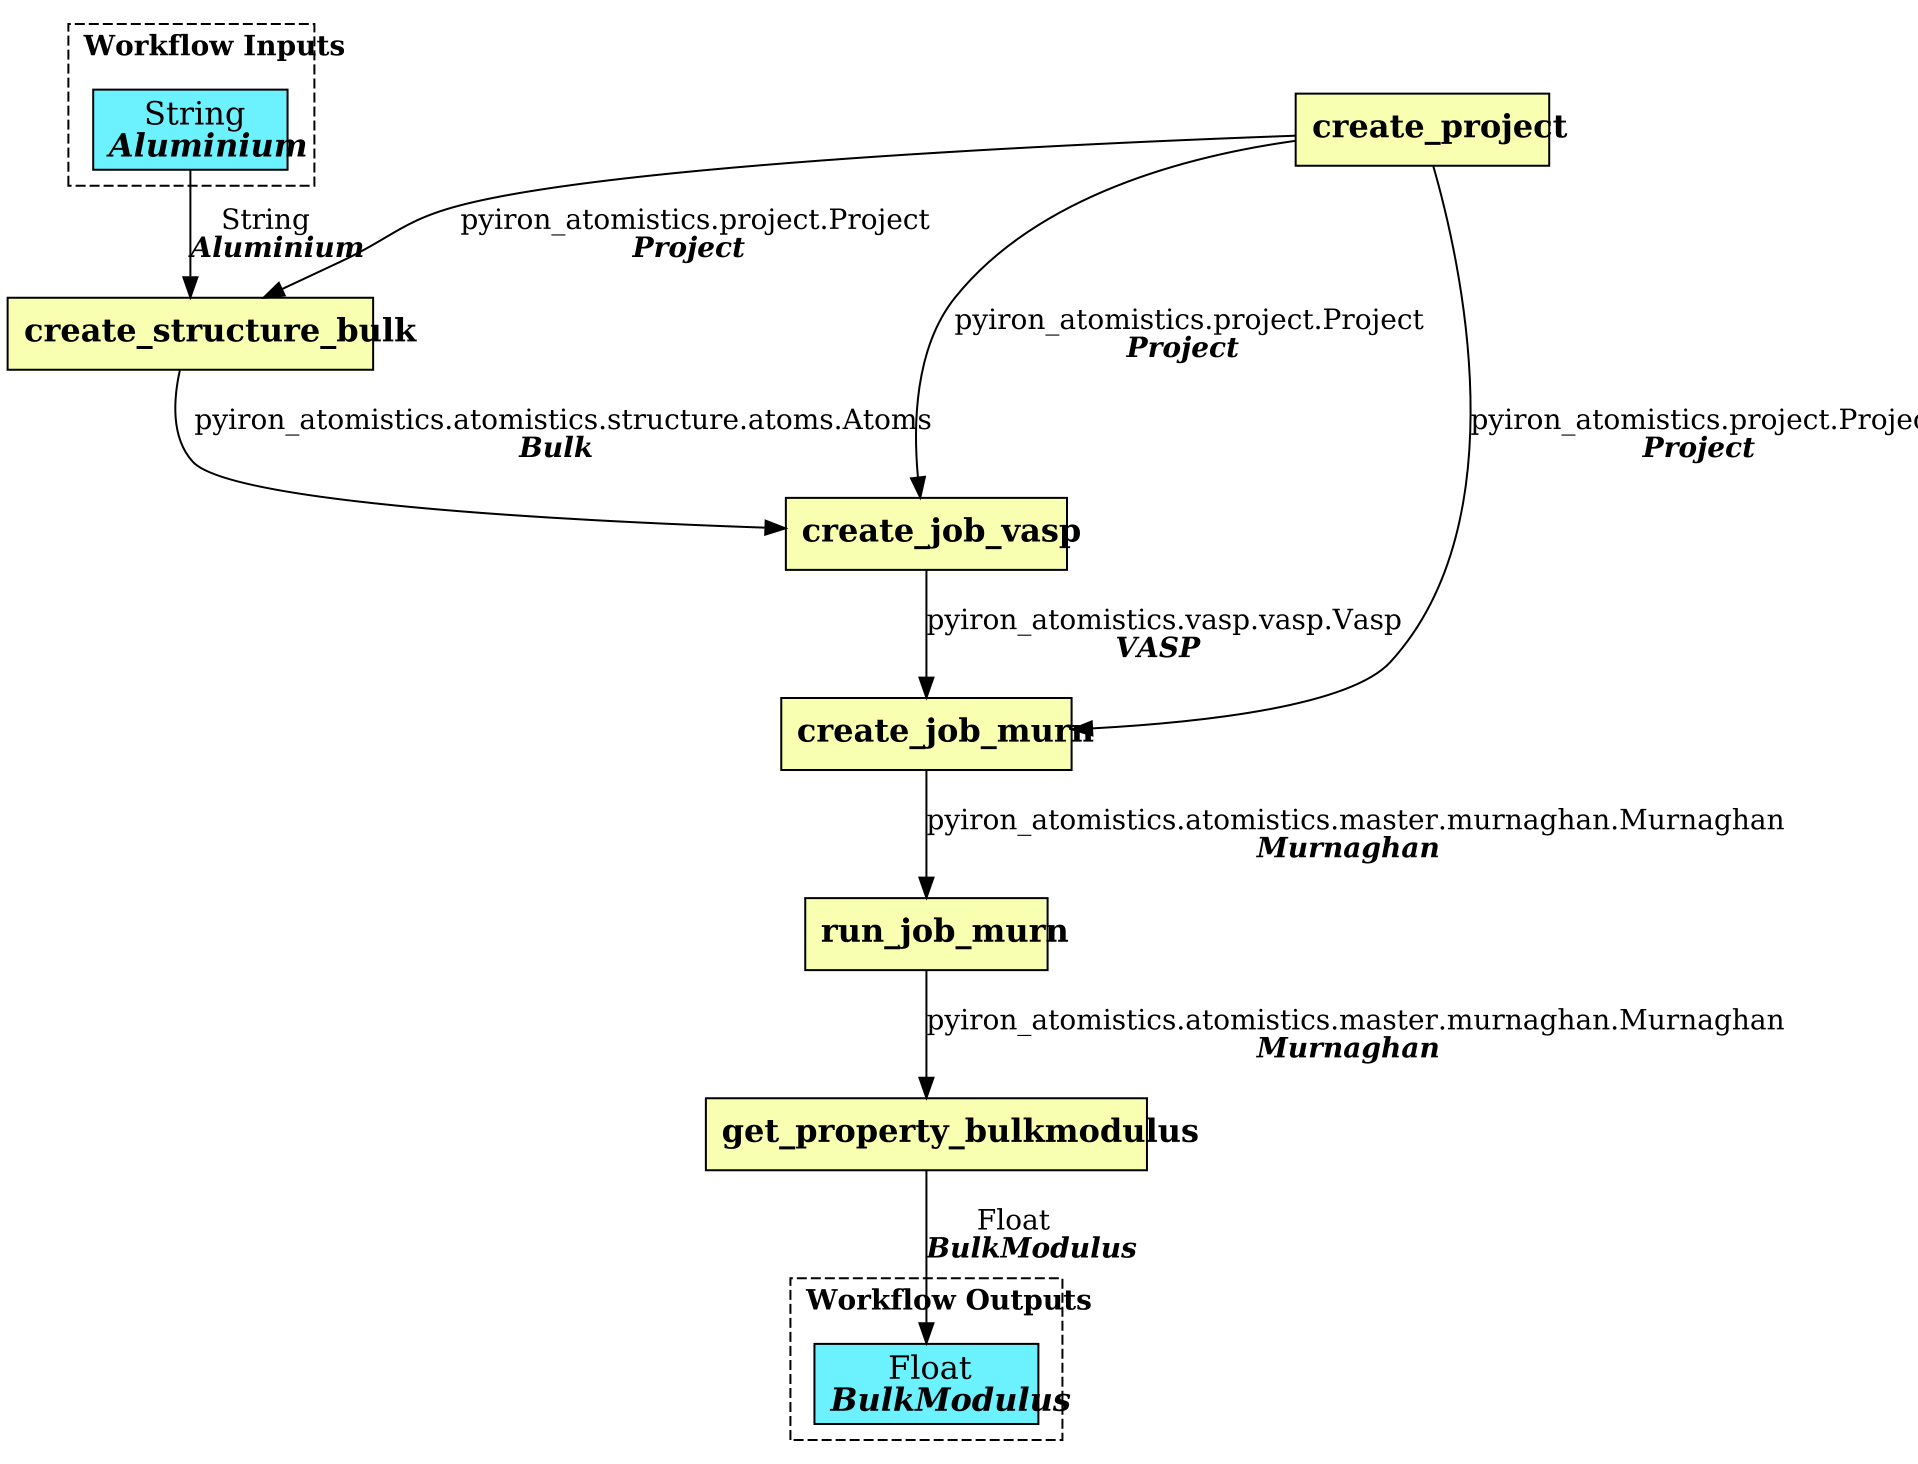 Workflow Inputs
String
Aluminium
create_project
String
Aluminium
pyiron_atomistics.project.Project
Project
create_structure_bulk
pyiron_atomistics.project.Project
Project
pyiron_atomistics.atomistics.structure.atoms.Atoms
Bulk
pyiron_atomistics.project.Projec
Project
create_job_vasp
pyiron_atomistics.vasp.vasp.Vasp
VASP
create_job_murn
pyiron_atomistics.atomistics.master.murnaghan.Murnaghan
Murnaghan
run_job_murn
pyiron_atomistics.atomistics.master.murnaghan.Murnaghan
Murnaghan
get_property_bulkmodulus
Float
BulkModulus
Workflow Outputs
Float
BulkModulus